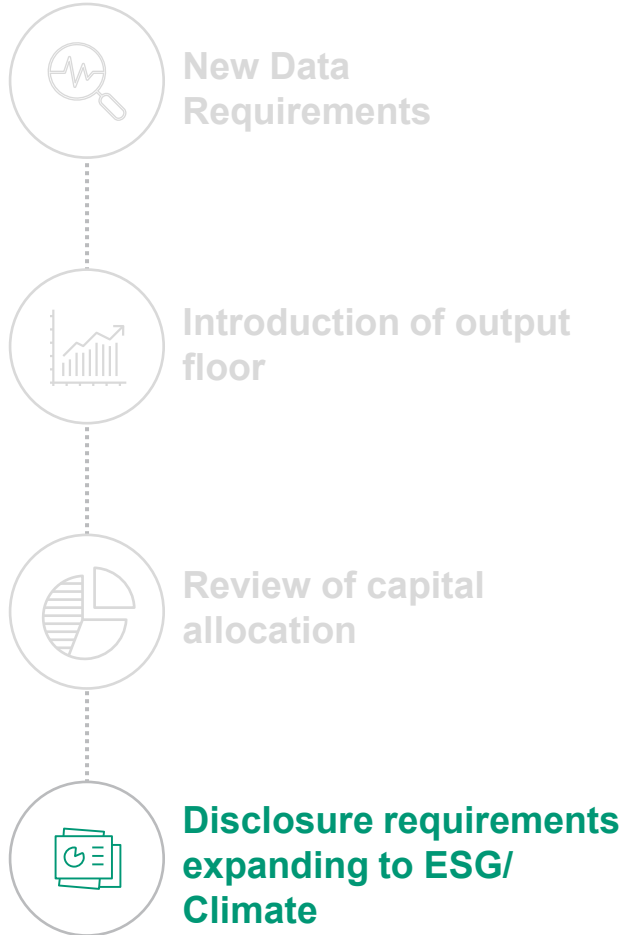 New Data
Requirements
Introduction of output
floor
Review of capital
allocation
Disclosure requirements
expanding to ESG/
Climate